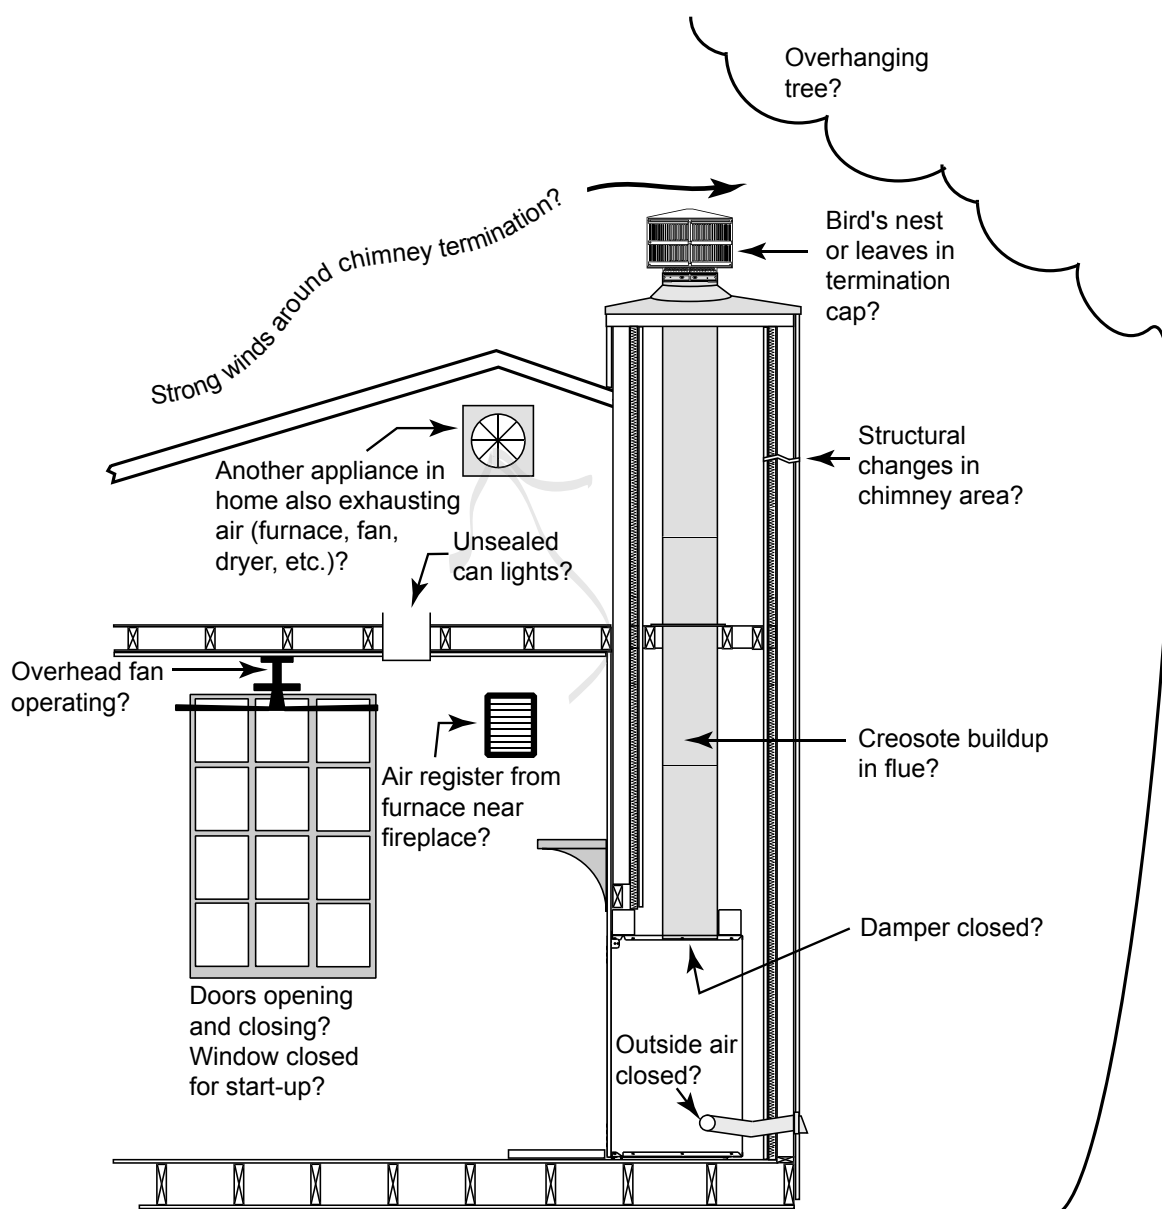 Overhanging
tree?
Strong winds around chimney termination?
Bird's nest
or leaves in
termination
cap?
Structural
changes in
chimney area?
Another appliance in
home also exhausting
air (furnace, fan,
dryer, etc.)?
Unsealed
can lights?
Overhead fan
operating?
Air register from
furnace near
fireplace?
Creosote buildup
in flue?
Damper closed?
Doors opening
and closing?
Window closed
for start-up?
Outside air
closed?